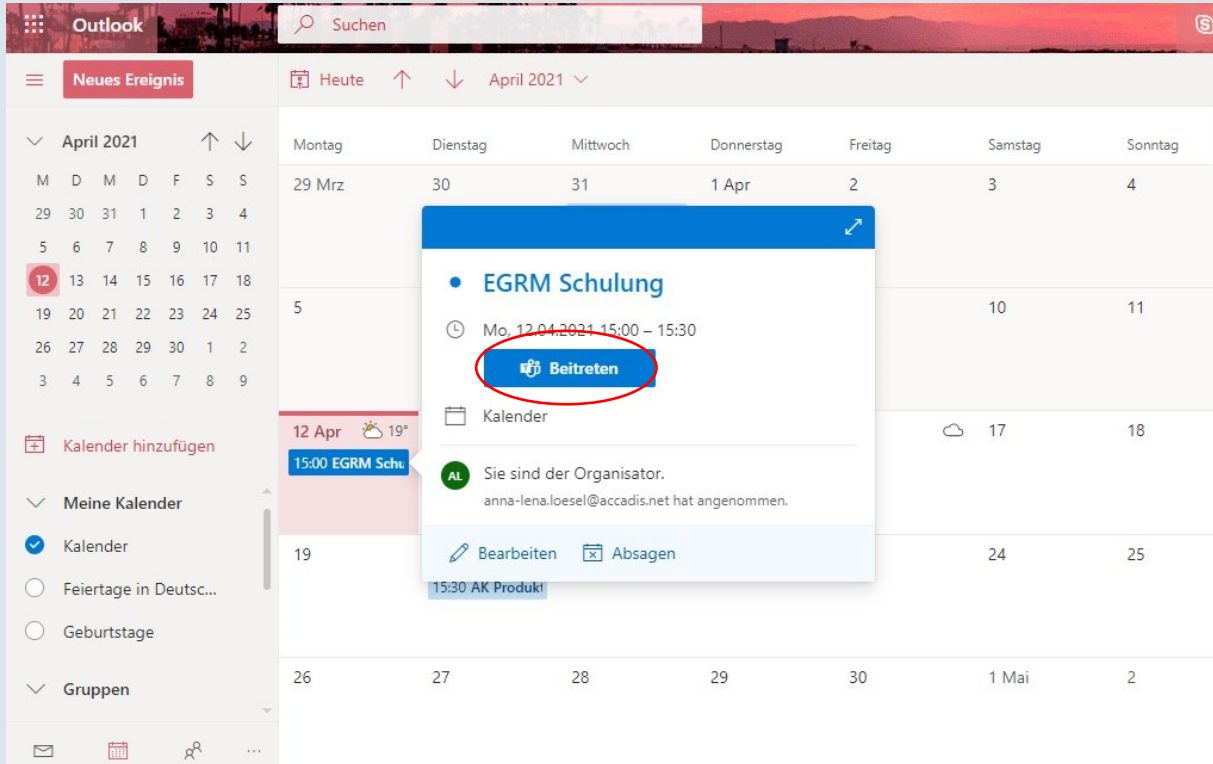 Outlook
Suchen
S
Neues Ereignis
Heute
April 2021
April 2021
M D M D F S S
29 30 31 1 2 3 4
5 6 7 8 9 10 11
12 13 14 15 16 17 18
19 20 21 22 23 24 25
26 27 28 29 30 1 2
3 4 5 6 7 8 9
Kalender hinzufügen
Meine Kalender
Kalender
Feiertage in Deutsc...
Geburtstage
Gruppen
Montag Dienstag Mittwoch Donnerstag Freitag Samstag Sonntag
29 Mrz 30 31 1 Apr 2 3 4
5 10 11
12 Apr 19° 17 18
15:00 EGRM Schu
EGRM Schulung
Mo, 12.04.2021 15:00 – 15:30
Beitreten
Kalender
AL
Sie sind der Organisator.
anna-lena.loesel@accadis.net hat angenommen.
Bearbeiten Absagen
19 24 25
15:30 AK Produkt
26 27 28 29 30 1 Mai 2